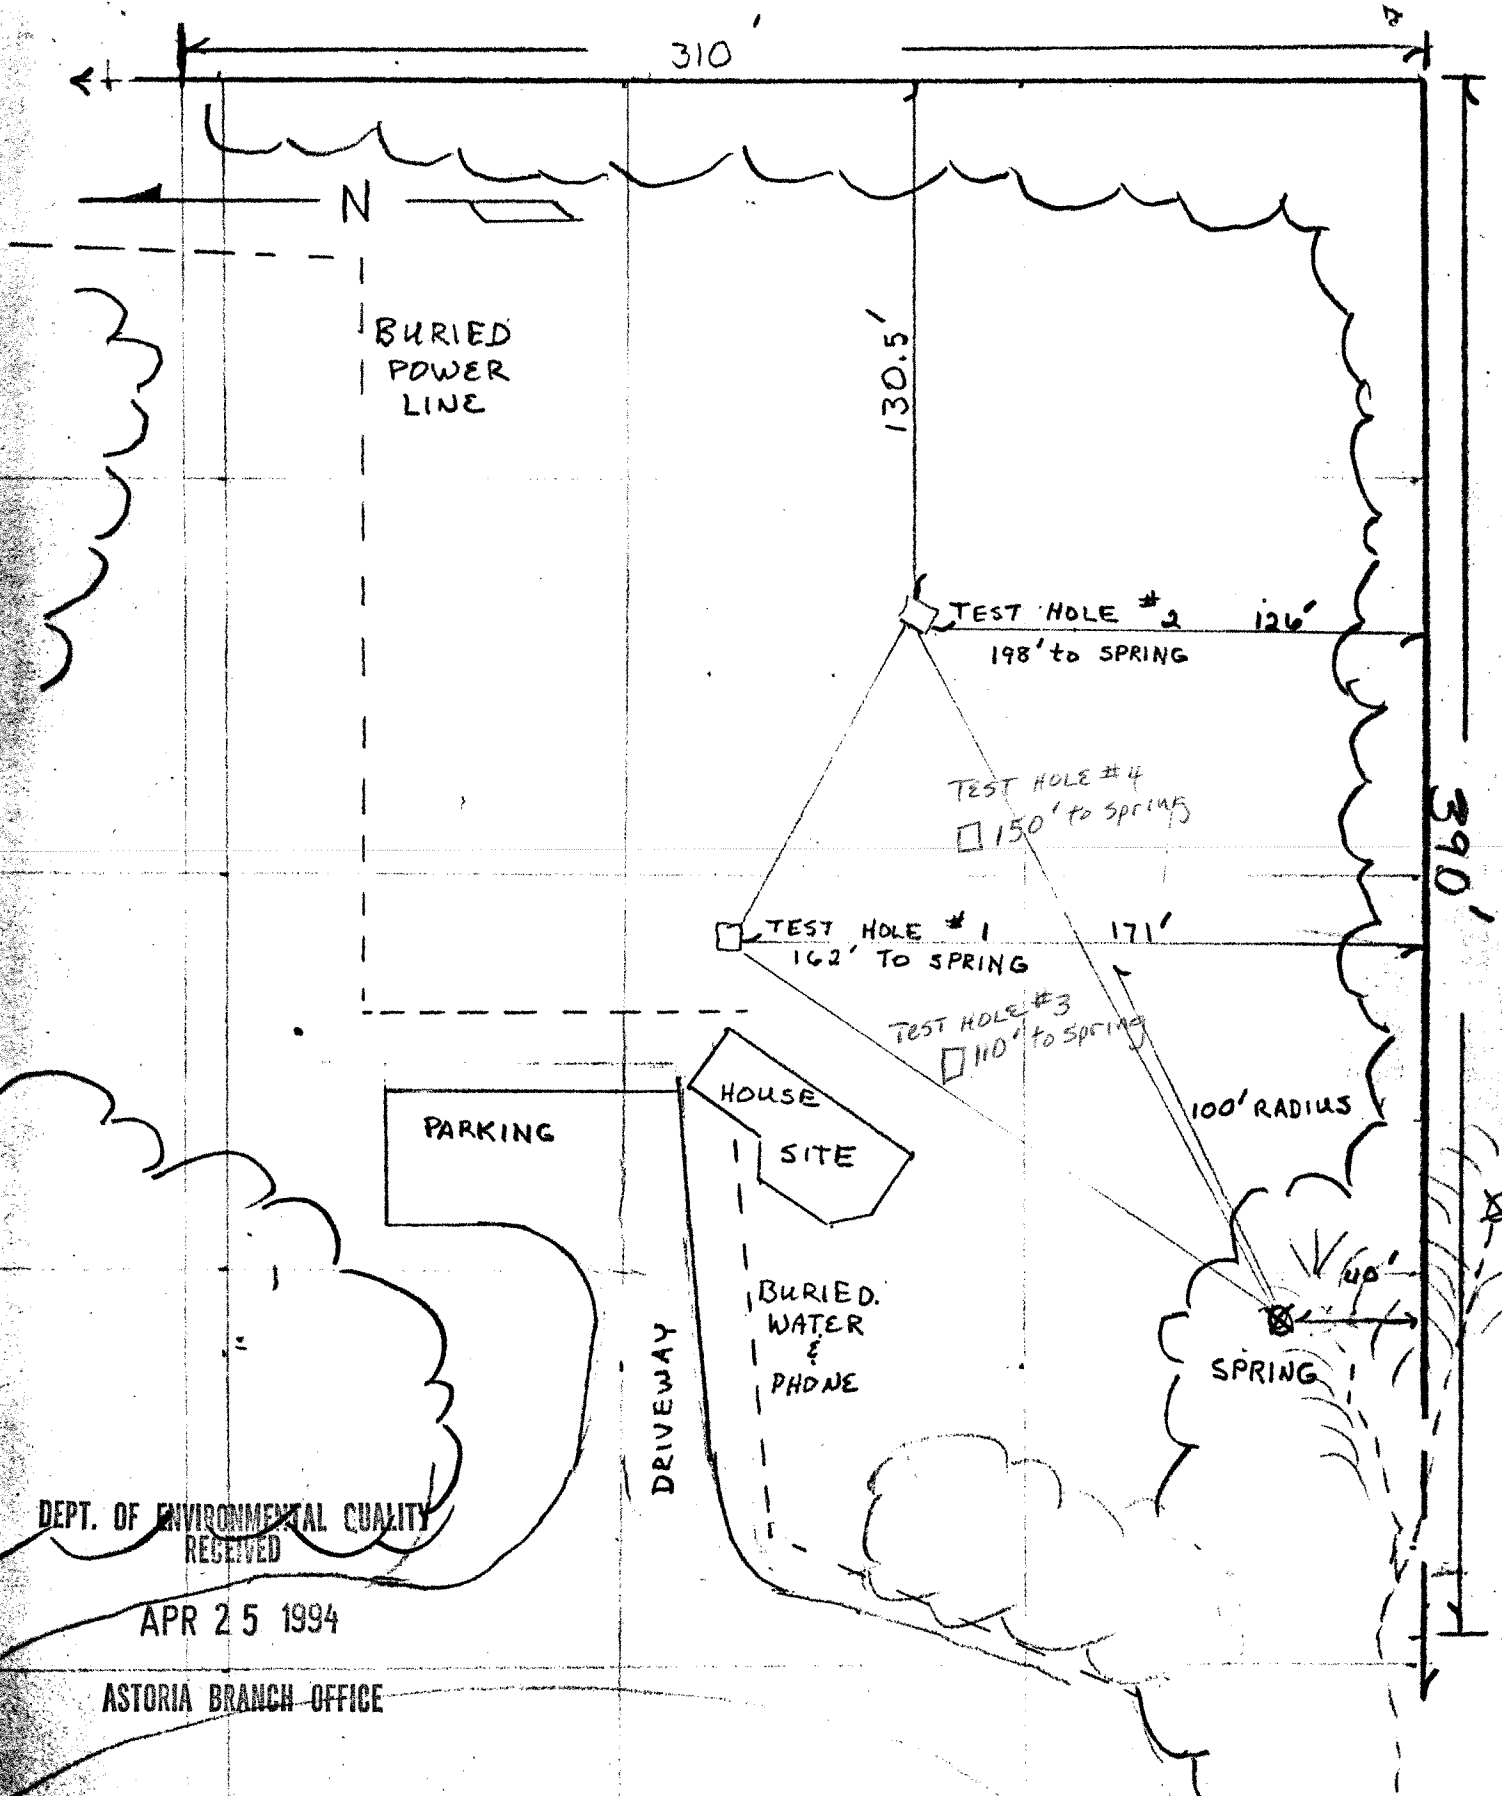 310'
N
BURIED
POWER
LINE
130.5'
TEST HOLE #2 126'
198' to SPRING
TEST HOLE #4
150' to Spring
390'
TEST HOLE #1 171'
162' TO SPRING
TEST HOLE #3
110' to Spring
HOUSE
SITE
PARKING
100' RADIUS
40'
SPRING
BURIED
WATER
&
PHONE
DRIVEWAY
DEPT. OF ENVIRONMENTAL QUALITY
RECEIVED
APR 25 1994
ASTORIA BRANCH OFFICE